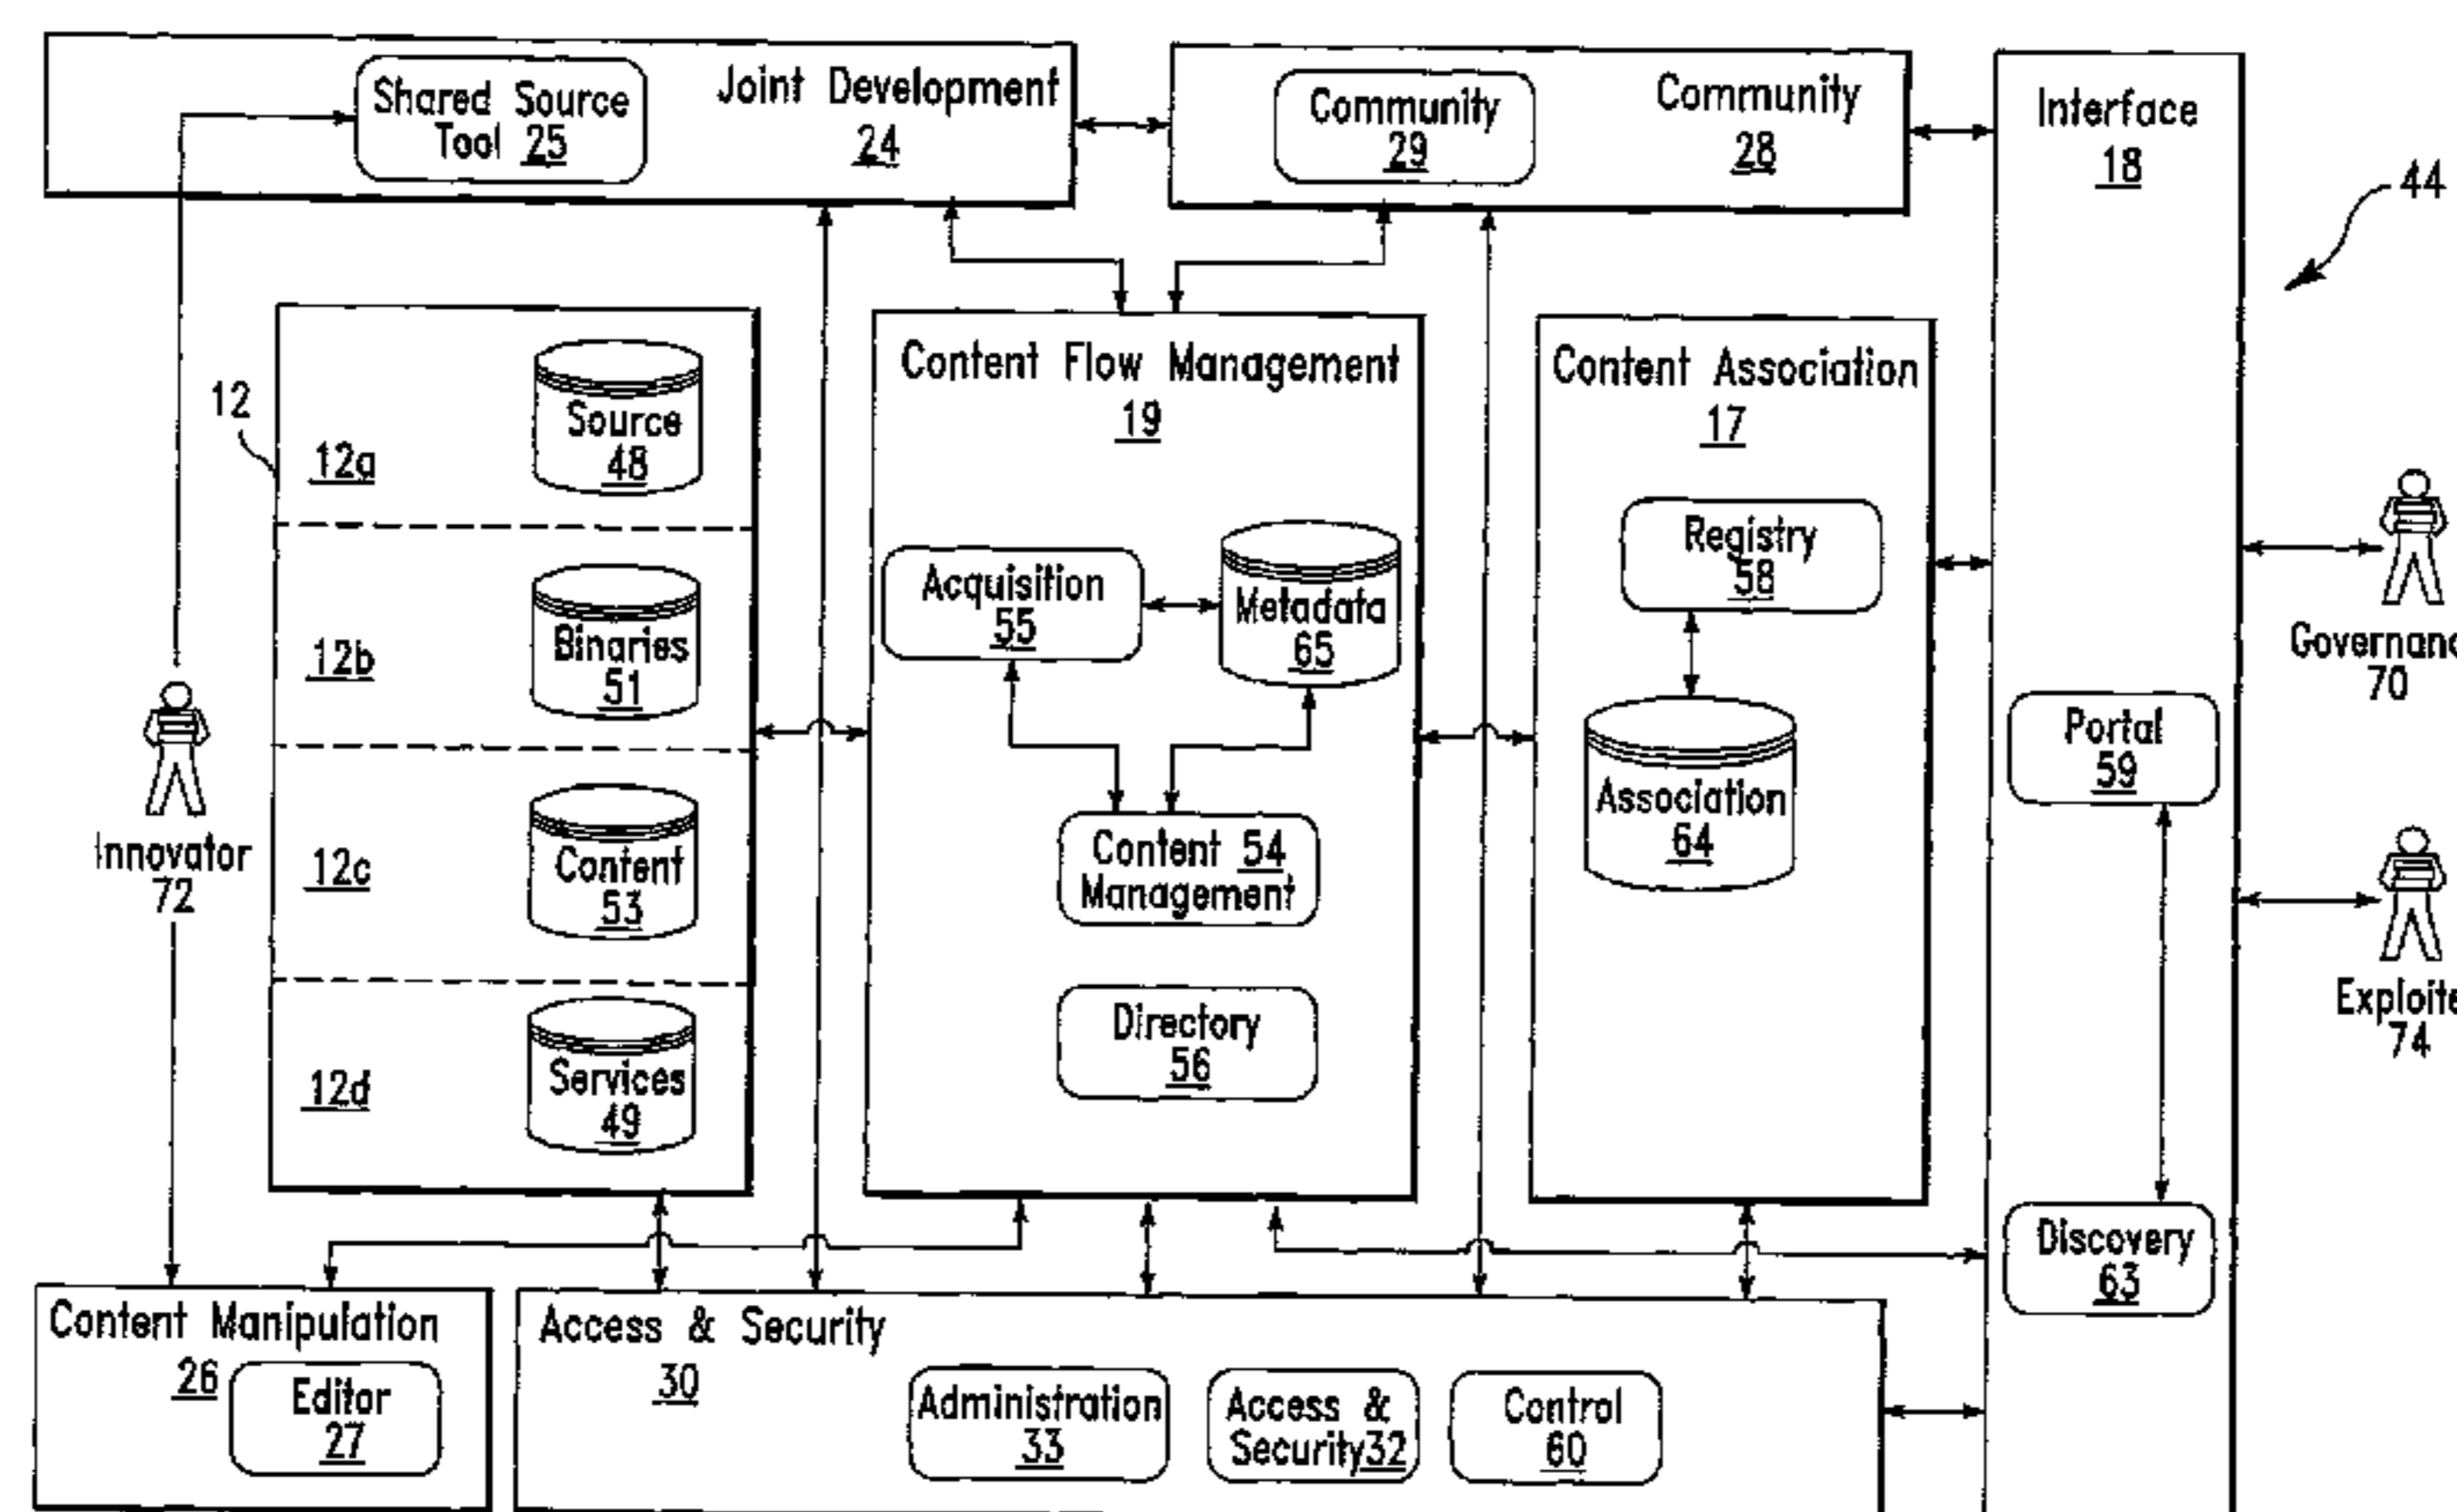 Shared Source
Tool 25
Joint Development
24
Community
29
Community
28
Interface
18
44
12
12a
Source
48
12b
Binaries
51
12c
Content
53
12d
Services
49
Content Flow Management
19
Acquisition
55
Metadata
65
Content 54
Management
Directory
56
Content Association
17
Registry
58
Association
64
Governanc
70
Portal
59
Exploite
74
Discovery
63
Innovator
72
Content Manipulation
26
Editor
27
Access & Security
30
Administration
33
Access &
Security32
Control
60